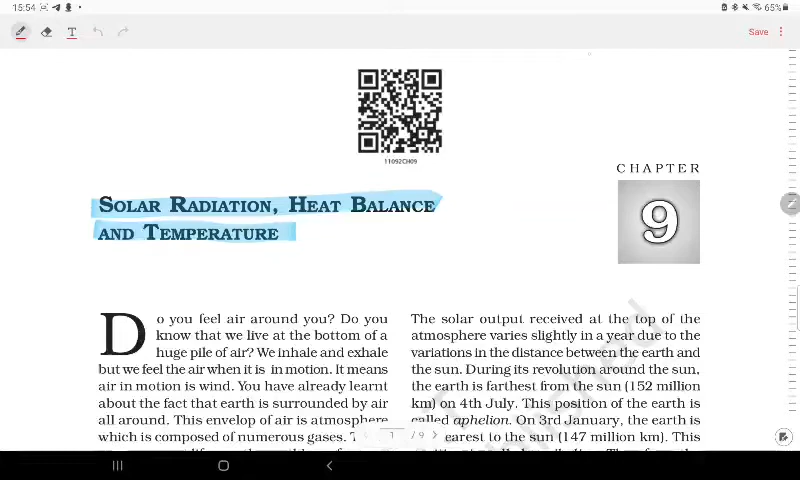 15:54
65%
T
Save
11092CH09
CHAPTER
9
SOLAR RADIATION, HEAT BALANCE
AND TEMPERATURE
Do you feel air around you? Do you
know that we live at the bottom of a
huge pile of air? We inhale and exhale
but we feel the air when it is in motion. It means
air in motion is wind. You have already learnt
about the fact that earth is surrounded by air
all around. This envelop of air is atmosphere
which is composed of numerous gases.
The solar output received at the top of the
atmosphere varies slightly in a year due to the
variations in the distance between the earth and
the sun. During its revolution around the sun,
the earth is farthest from the sun (152 million
km) on 4th July. This position of the earth is
called aphelion. On 3rd January, the earth is
nearest to the sun (147 million km). This
1 / 9